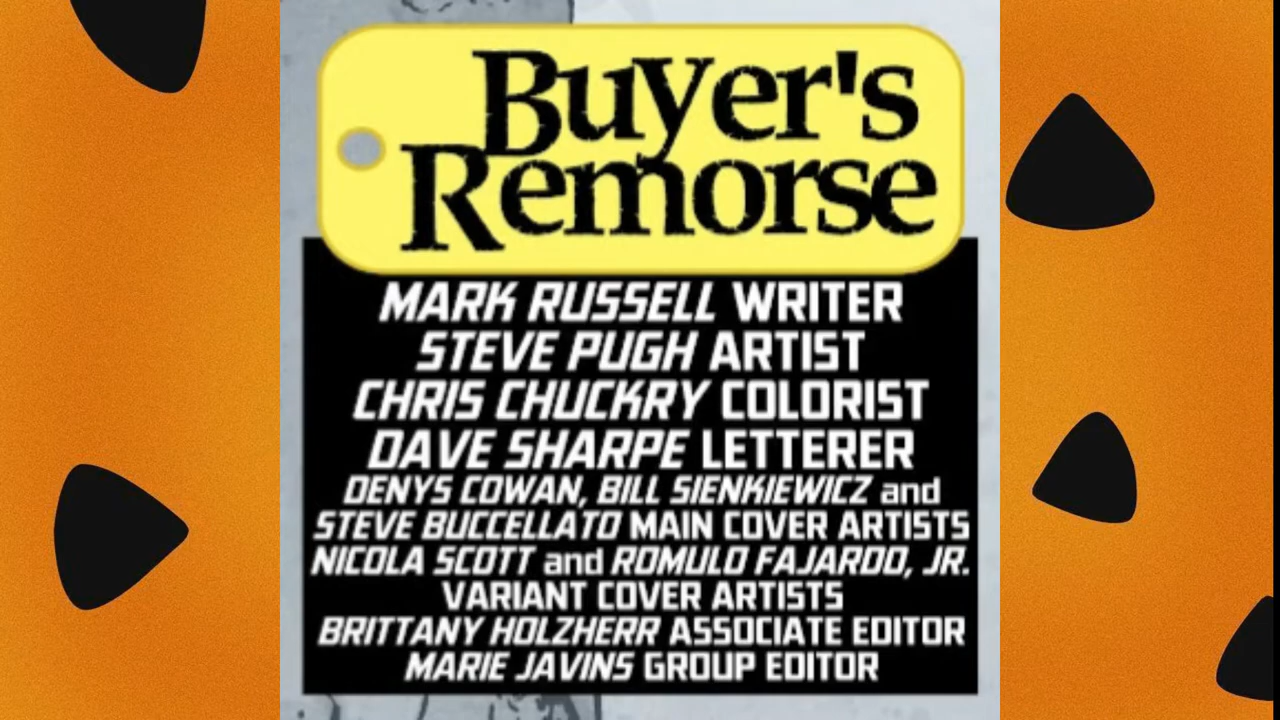 Buyer's
Remorse
MARK RUSSELL WRITER
STEVE PUGH ARTIST
CHRIS CHUCKRY COLORIST
DAVE SHARPE LETTERER
DENYS COWAN, BILL SIENKIEWICZ and
STEVE BUCCELLATO MAIN COVER ARTISTS
NICOLA SCOTT and ROMULO FAJARDO, JR.
VARIANT COVER ARTISTS
BRITTANY HOLZHERR ASSOCIATE EDITOR
MARIE JAVINS GROUP EDITOR